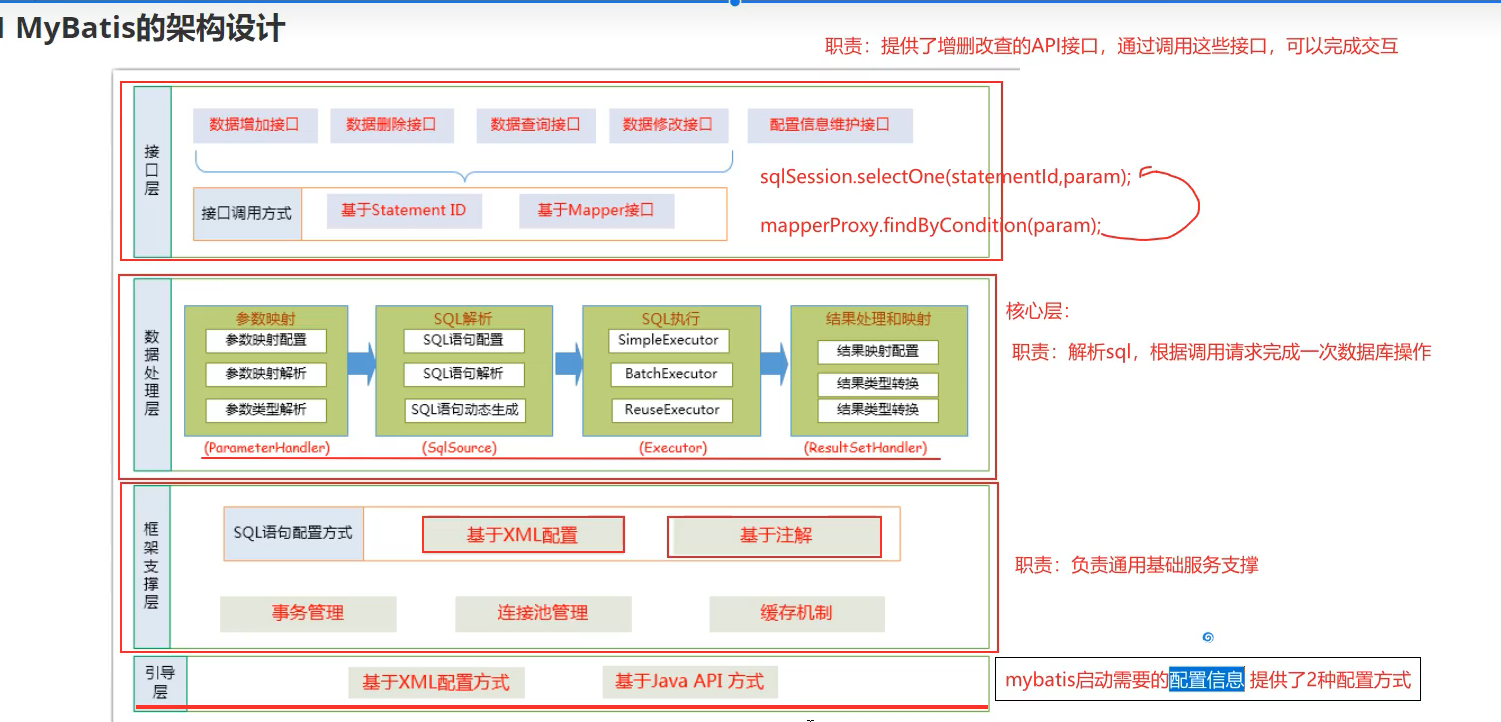 MyBatis的架构设计
职责：提供了增删改查的API接口，通过调用这些接口，可以完成交互
接口层
数据增加接口
数据删除接口
数据查询接口
数据修改接口
配置信息维护接口
接口调用方式
基于Statement ID
基于Mapper接口
sqlSession.selectOne(statementId,param);
mapperProxy.findByCondition(param);
数据处理层
参数映射
参数映射配置
参数映射解析
参数类型解析
(ParameterHandler)
SQL解析
SQL语句配置
SQL语句解析
SQL语句动态生成
(SqlSource)
SQL执行
SimpleExecutor
BatchExecutor
ReuseExecutor
(Executor)
结果处理和映射
结果映射配置
结果类型转换
结果类型转换
(ResultSetHandler)
核心层：
职责：解析sql，根据调用请求完成一次数据库操作
框架支撑层
SQL语句配置方式
基于XML配置
基于注解
事务管理
连接池管理
缓存机制
职责：负责通用基础服务支撑
引导层
基于XML配置方式
基于Java API 方式
mybatis启动需要的配置信息 提供了2种配置方式